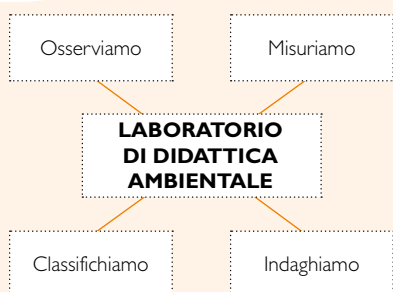 Osserviamo
Misuriamo
LABORATORIO
DI DIDATTICA
AMBIENTALE
Classifichiamo
Indaghiamo